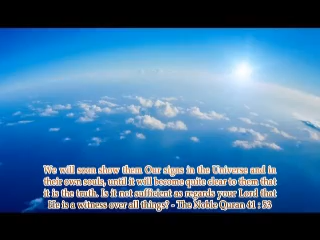 We will soon show them Our signs in the Universe and in
their own souls, until it will become quite clear to them that
it is the truth. Is it not sufficient as regards your Lord that
He is a witness over all things? - The Noble Quran 41 : 53